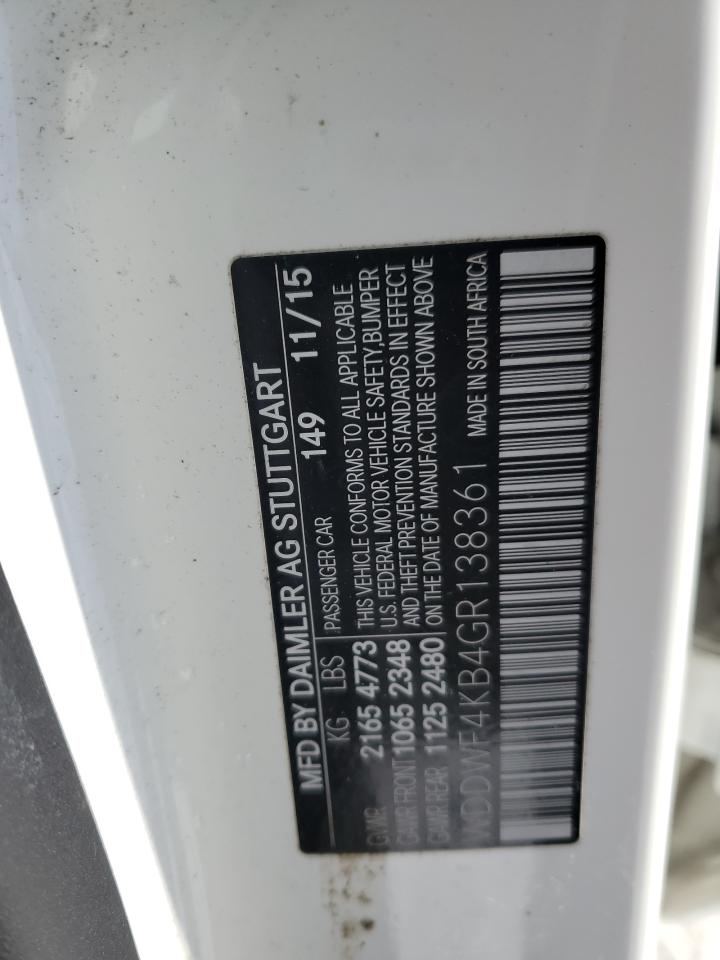 MFD BY DAIMLER AG STUTTGART
KG LBS PASSENGER CAR 149 11/15
GVWR 2165 4773 THIS VEHICLE CONFORMS TO ALL APPLICABLE
GAWR FRONT 1065 2348 U.S. FEDERAL MOTOR VEHICLE SAFETY,BUMPER
GAWR REAR 1125 2480 AND THEFT PREVENTION STANDARDS IN EFFECT
ON THE DATE OF MANUFACTURE SHOWN ABOVE
WDDWF4KB4GR138361 MADE IN SOUTH AFRICA